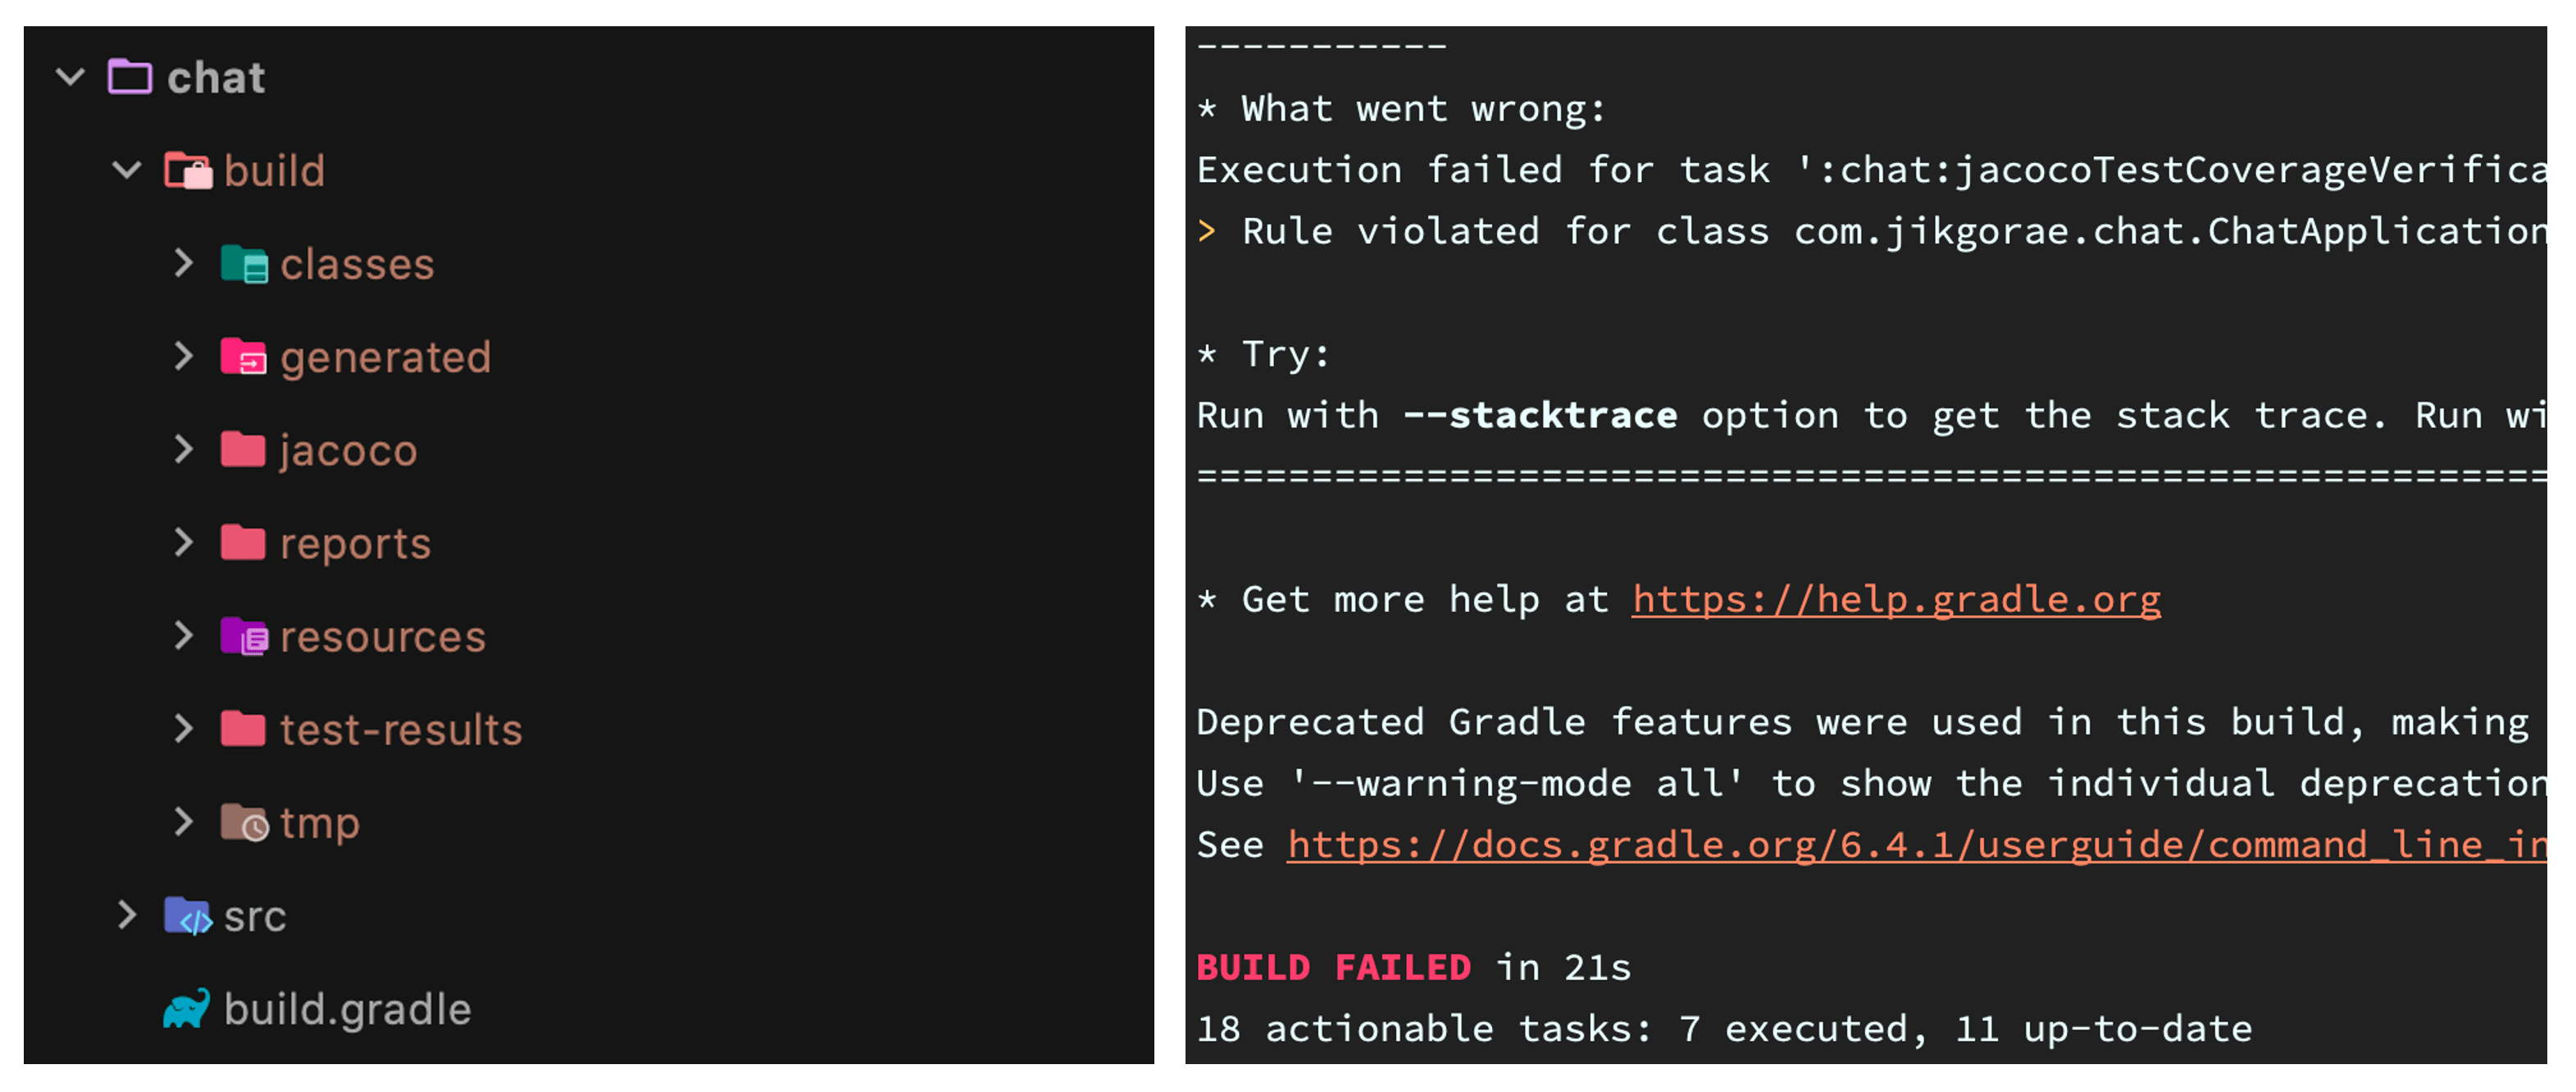 chat
build
classes
generated
jacoco
reports
resources
test-results
tmp
src
build.gradle
-----------
* What went wrong:
Execution failed for task ':chat:jacocoTestCoverageVerifica
> Rule violated for class com.jikgorae.chat.ChatApplication
* Try:
Run with --stacktrace option to get the stack trace. Run wi
===========================================================
* Get more help at https://help.gradle.org
Deprecated Gradle features were used in this build, making
Use '--warning-mode all' to show the individual deprecation
See https://docs.gradle.org/6.4.1/userguide/command_line_in
BUILD FAILED in 21s
18 actionable tasks: 7 executed, 11 up-to-date